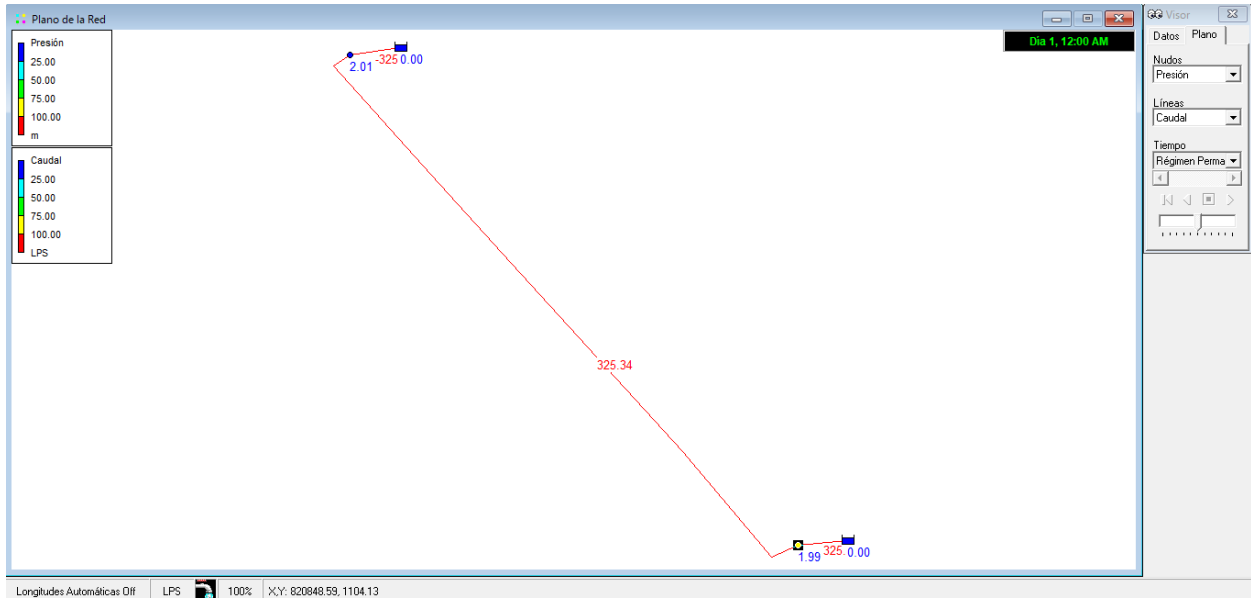 Plano de la Red
Presión
25.00
50.00
75.00
100.00
m
Caudal
25.00
50.00
75.00
100.00
LPS
Dia 1, 12:00 AM
2.01 -325 0.00
325.34
1.99 325. 0.00
Visor
Datos Plano
Nudos
Presión
Líneas
Caudal
Tiempo
Régimen Perma
Longitudes Automáticas Off LPS 100% X,Y: 820848.59, 1104.13